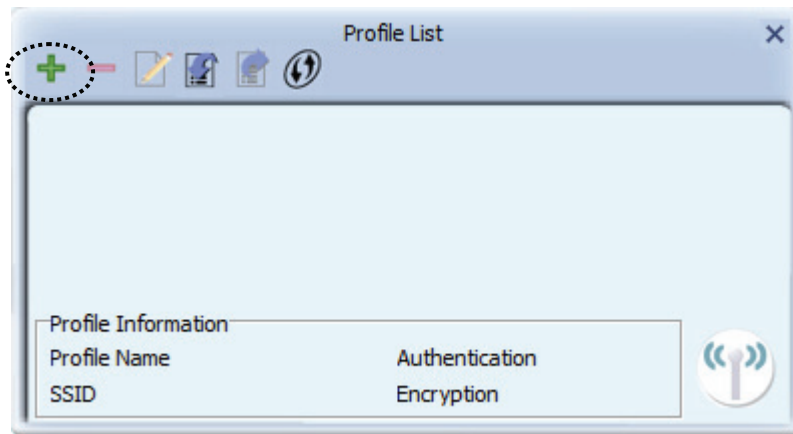 Profile List
Profile Information
Profile Name Authentication
SSID Encryption